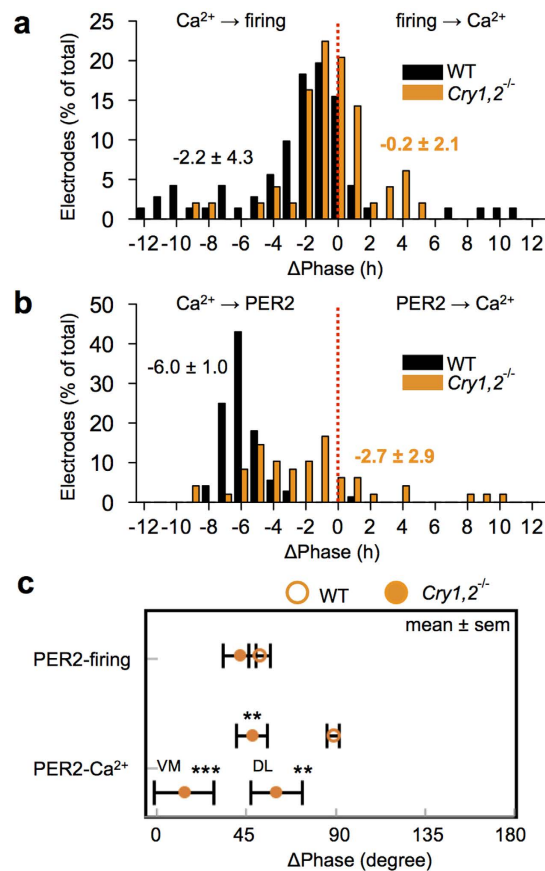 a
Ca²⁺ → firing
firing → Ca²⁺
25
20
15
10
5
0
Electrodes (% of total)
WT
Cry1,2⁻/⁻
-2.2 ± 4.3
-0.2 ± 2.1
-12 -10 -8 -6 -4 -2 0 2 4 6 8 10
ΔPhase (h)
b
Ca²⁺ → PER2
PER2 → Ca²⁺
50
40
30
20
10
0
Electrodes (% of total)
WT
Cry1,2⁻/⁻
-6.0 ± 1.0
-2.7 ± 2.9
-12 -10 -8 -6 -4 -2 0 2 4 6 8 10
ΔPhase (h)
c
WT Cry1,2⁻/⁻
mean ± sem
PER2-firing
**
PER2-Ca²⁺
VM *** DL **
0 45 90 135 180
ΔPhase (degree)